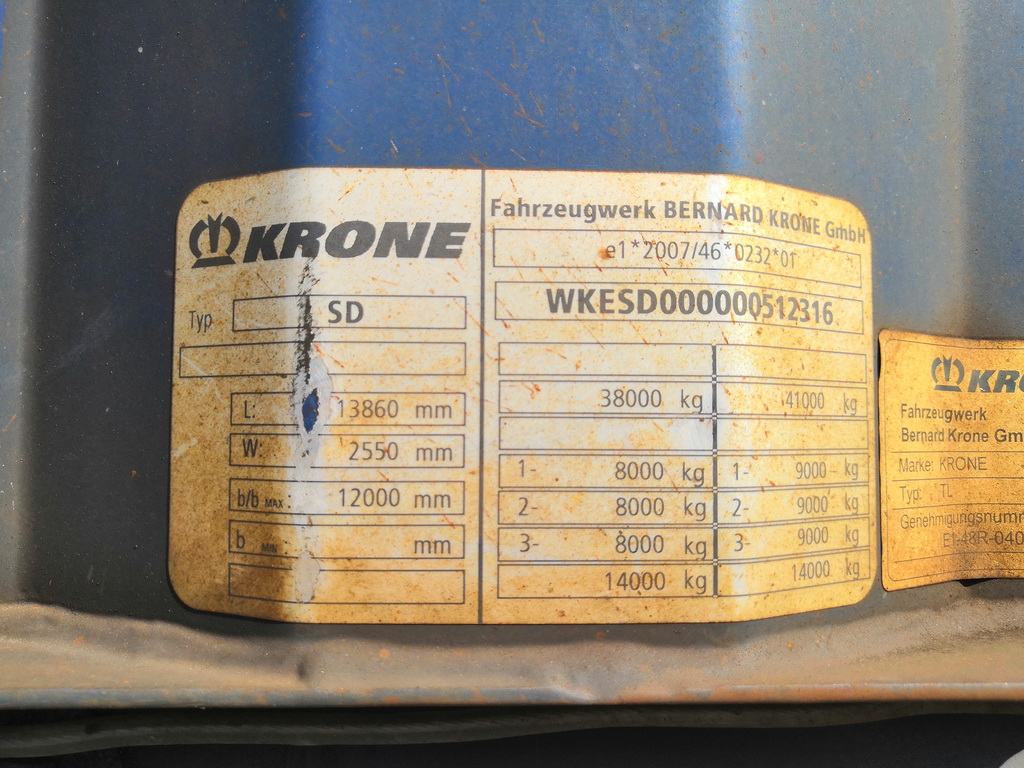 KRONE
Typ SD
L: 13860 mm
W: 2550 mm
b/b MAX: 12000 mm
b MIN mm
Fahrzeugwerk BERNARD KRONE GmbH
e1*2007/46*0232*01
WKESD000000512316
38000 kg 41000 kg
1- 8000 kg 1- 9000 kg
2- 8000 kg 2- 9000 kg
3- 8000 kg 3- 9000 kg
14000 kg 14000 kg
Fahrzeugwerk
Bernard Krone Gm
Marke: KRONE
Typ: TL
Genehmigungsnumm
E1-48R-040